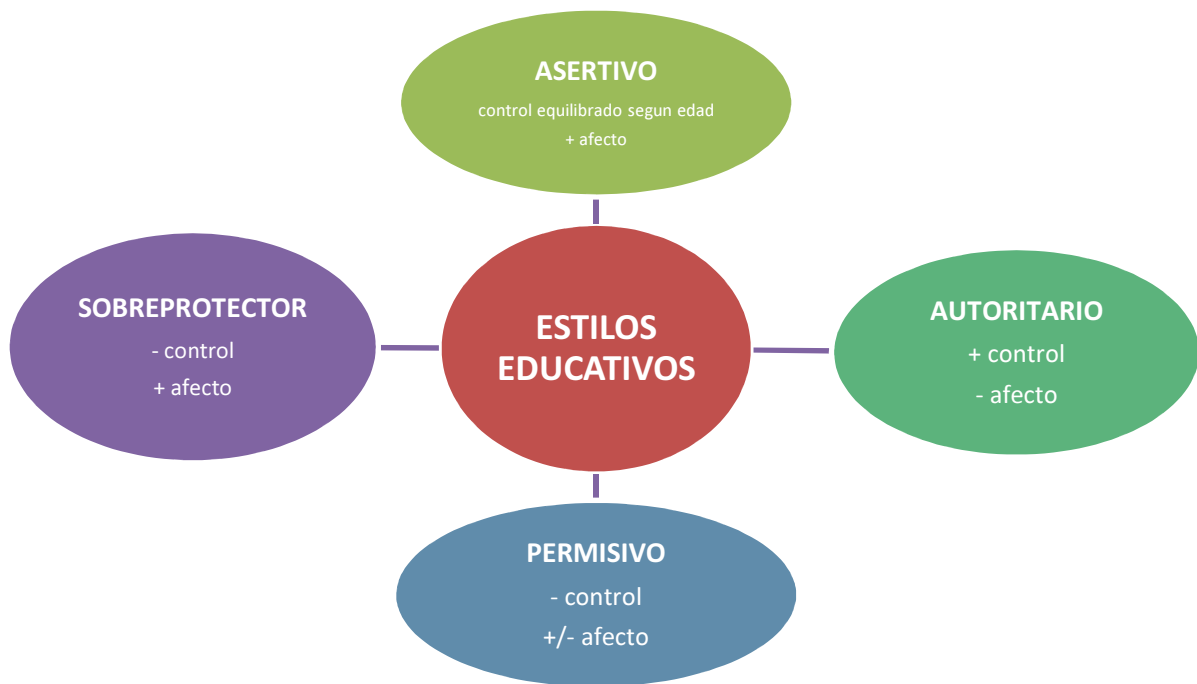 ASERTIVO
control equilibrado segun edad
+ afecto
SOBREPROTECTOR
- control
+ afecto
ESTILOS
EDUCATIVOS
AUTORITARIO
+ control
- afecto
PERMISIVO
- control
+/- afecto